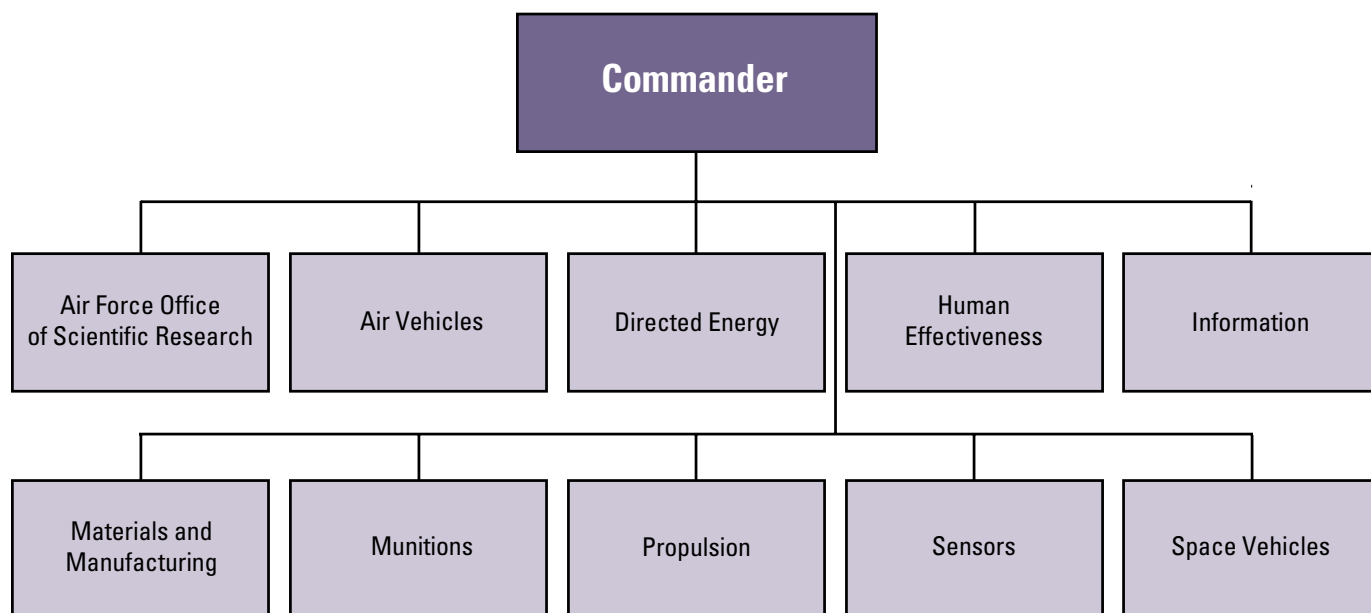 Commander
Air Force Office
of Scientific Research
Air Vehicles
Directed Energy
Human
Effectiveness
Information
Materials and
Manufacturing
Munitions
Propulsion
Sensors
Space Vehicles